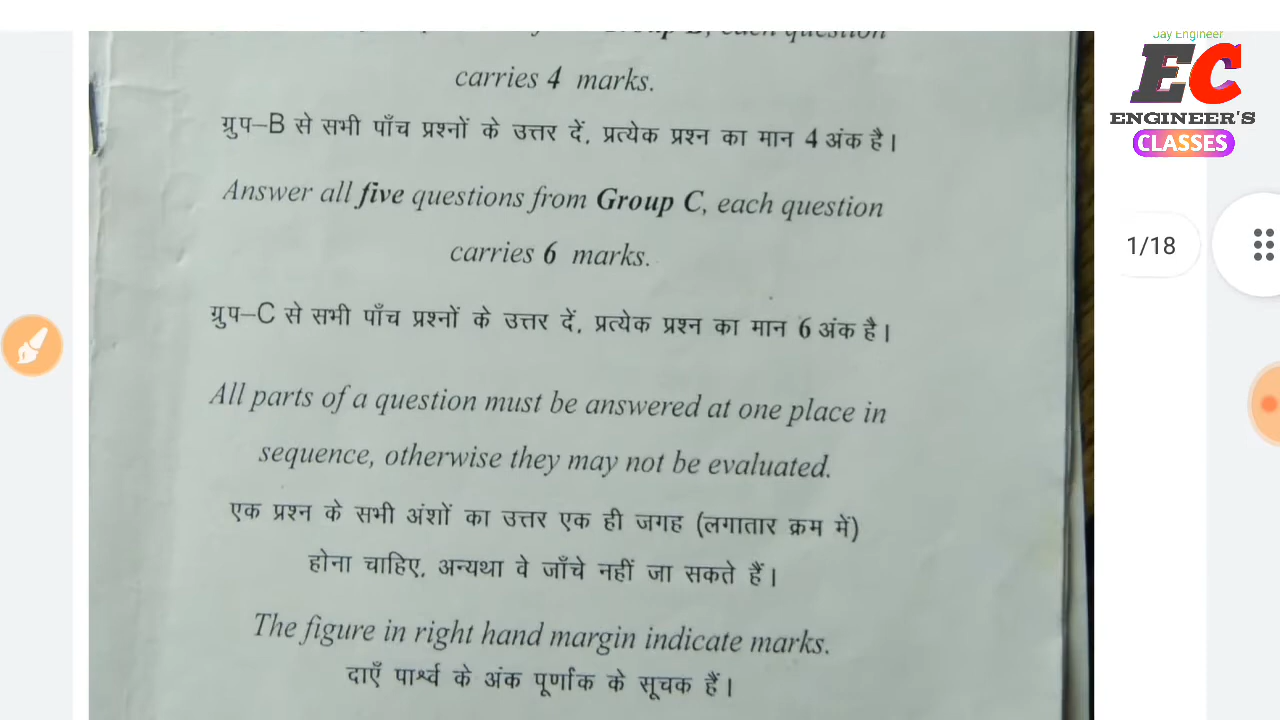 Group B, each question
carries 4 marks.
ग्रुप–B से सभी पाँच प्रश्नों के उत्तर दें, प्रत्येक प्रश्न का मान 4 अंक है।
Answer all five questions from Group C, each question
carries 6 marks.
ग्रुप–C से सभी पाँच प्रश्नों के उत्तर दें, प्रत्येक प्रश्न का मान 6 अंक है।
All parts of a question must be answered at one place in
sequence, otherwise they may not be evaluated.
एक प्रश्न के सभी अंशों का उत्तर एक ही जगह (लगातार क्रम में)
होना चाहिए, अन्यथा वे जाँचे नहीं जा सकते हैं।
The figure in right hand margin indicate marks.
दाएँ पार्श्व के अंक पूर्णांक के सूचक हैं।
Jay Engineer
EC
ENGINEER'S
CLASSES
1/18